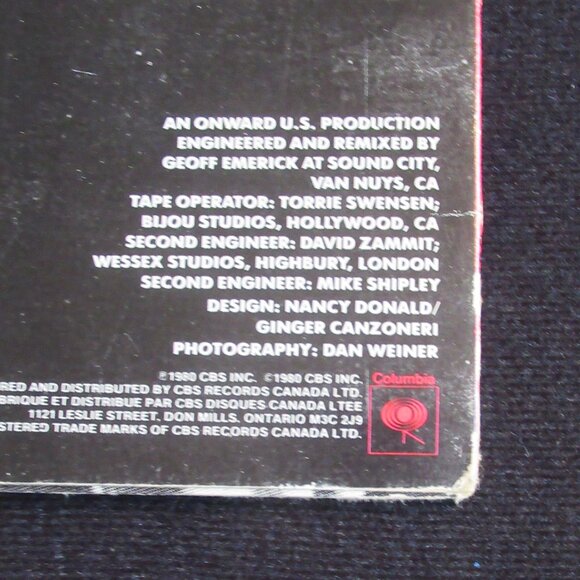 AN ONWARD U.S. PRODUCTION
ENGINEERED AND REMIXED BY
GEOFF EMERICK AT SOUND CITY,
VAN NUYS, CA
TAPE OPERATOR: TORRIE SWENSEN;
BIJOU STUDIOS, HOLLYWOOD, CA
SECOND ENGINEER: DAVID ZAMMIT;
WESSEX STUDIOS, HIGHBURY, LONDON
SECOND ENGINEER: MIKE SHIPLEY
DESIGN: NANCY DONALD/
GINGER CANZONERI
PHOTOGRAPHY: DAN WEINER
℗1980 CBS INC. ©1980 CBS INC.
AND DISTRIBUTED BY CBS RECORDS CANADA LTD.
ET DISTRIBUE PAR CBS DISQUES CANADA LTEE
1121 LESLIE STREET. DON MILLS. ONTARIO M3C 2J9
TRADE MARKS OF CBS RECORDS CANADA LTD.
Columbia